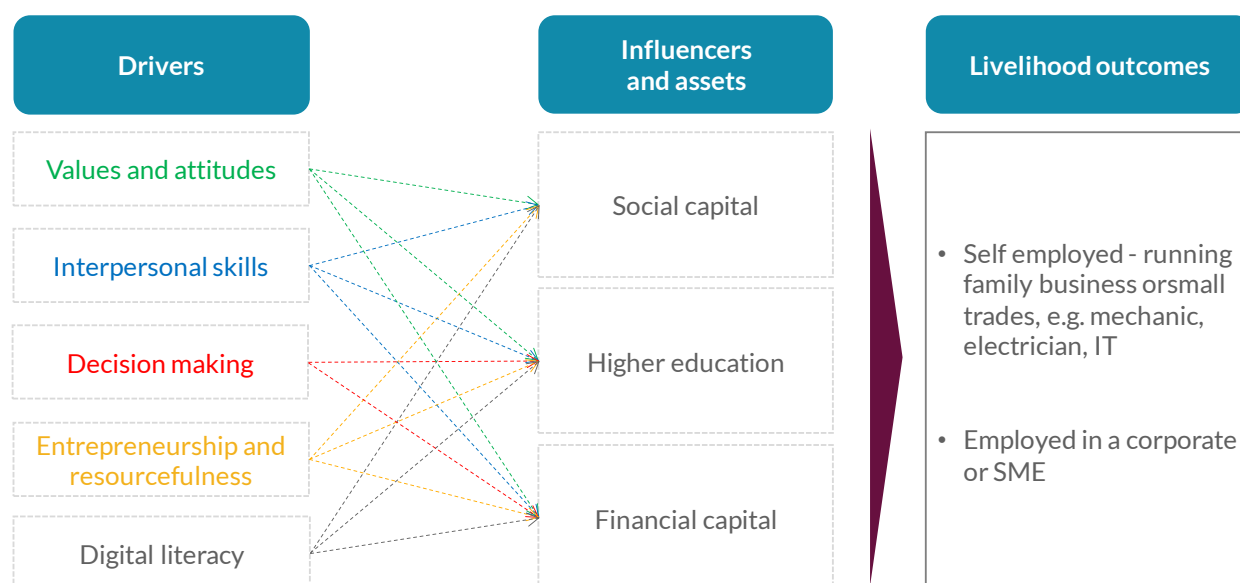 Drivers
Influencers
and assets
Livelihood outcomes
Values and attitudes
Interpersonal skills
Decision making
Entrepreneurship and
resourcefulness
Digital literacy
Social capital
Higher education
Financial capital
• Self employed - running
family business orsmall
trades, e.g. mechanic,
electrician, IT
• Employed in a corporate
or SME